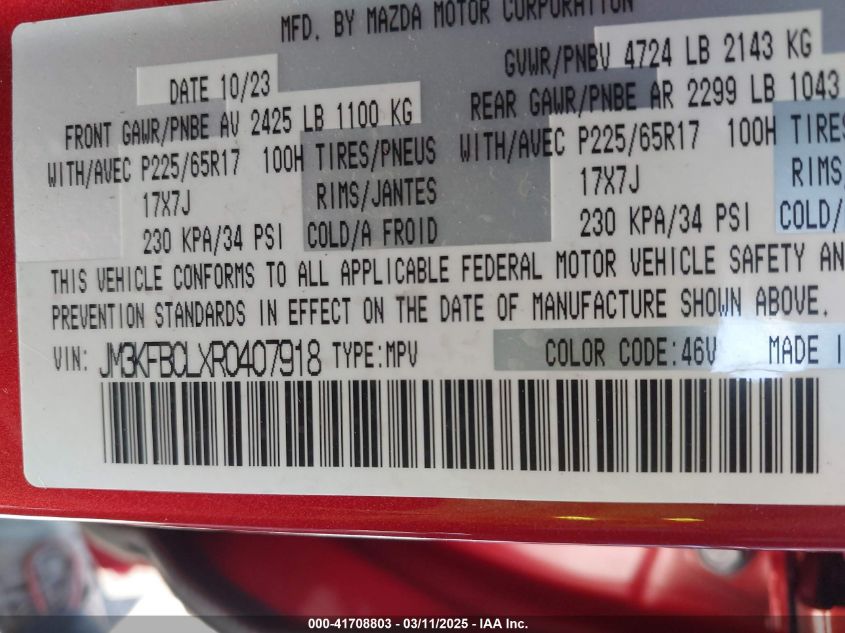 MFD. BY MAZDA MOTOR CORPORATION
DATE 10/23
GVWR/PNBV 4724 LB 2143 KG
FRONT GAWR/PNBE AV 2425 LB 1100 KG
REAR GAWR/PNBE AR 2299 LB 1043
WITH/AVEC P225/65R17 100H TIRES/PNEUS
WITH/AVEC P225/65R17 100H TIRES
17X7J RIMS/JANTES
17X7J RIMS/
230 KPA/34 PSI COLD/A FROID
230 KPA/34 PSI COLD/
THIS VEHICLE CONFORMS TO ALL APPLICABLE FEDERAL MOTOR VEHICLE SAFETY AN
PREVENTION STANDARDS IN EFFECT ON THE DATE OF MANUFACTURE SHOWN ABOVE.
VIN: JM3KFBCLXR0407918 TYPE:MPV COLOR CODE:46V MADE I
000-41708803 - 03/11/2025 - IAA Inc.